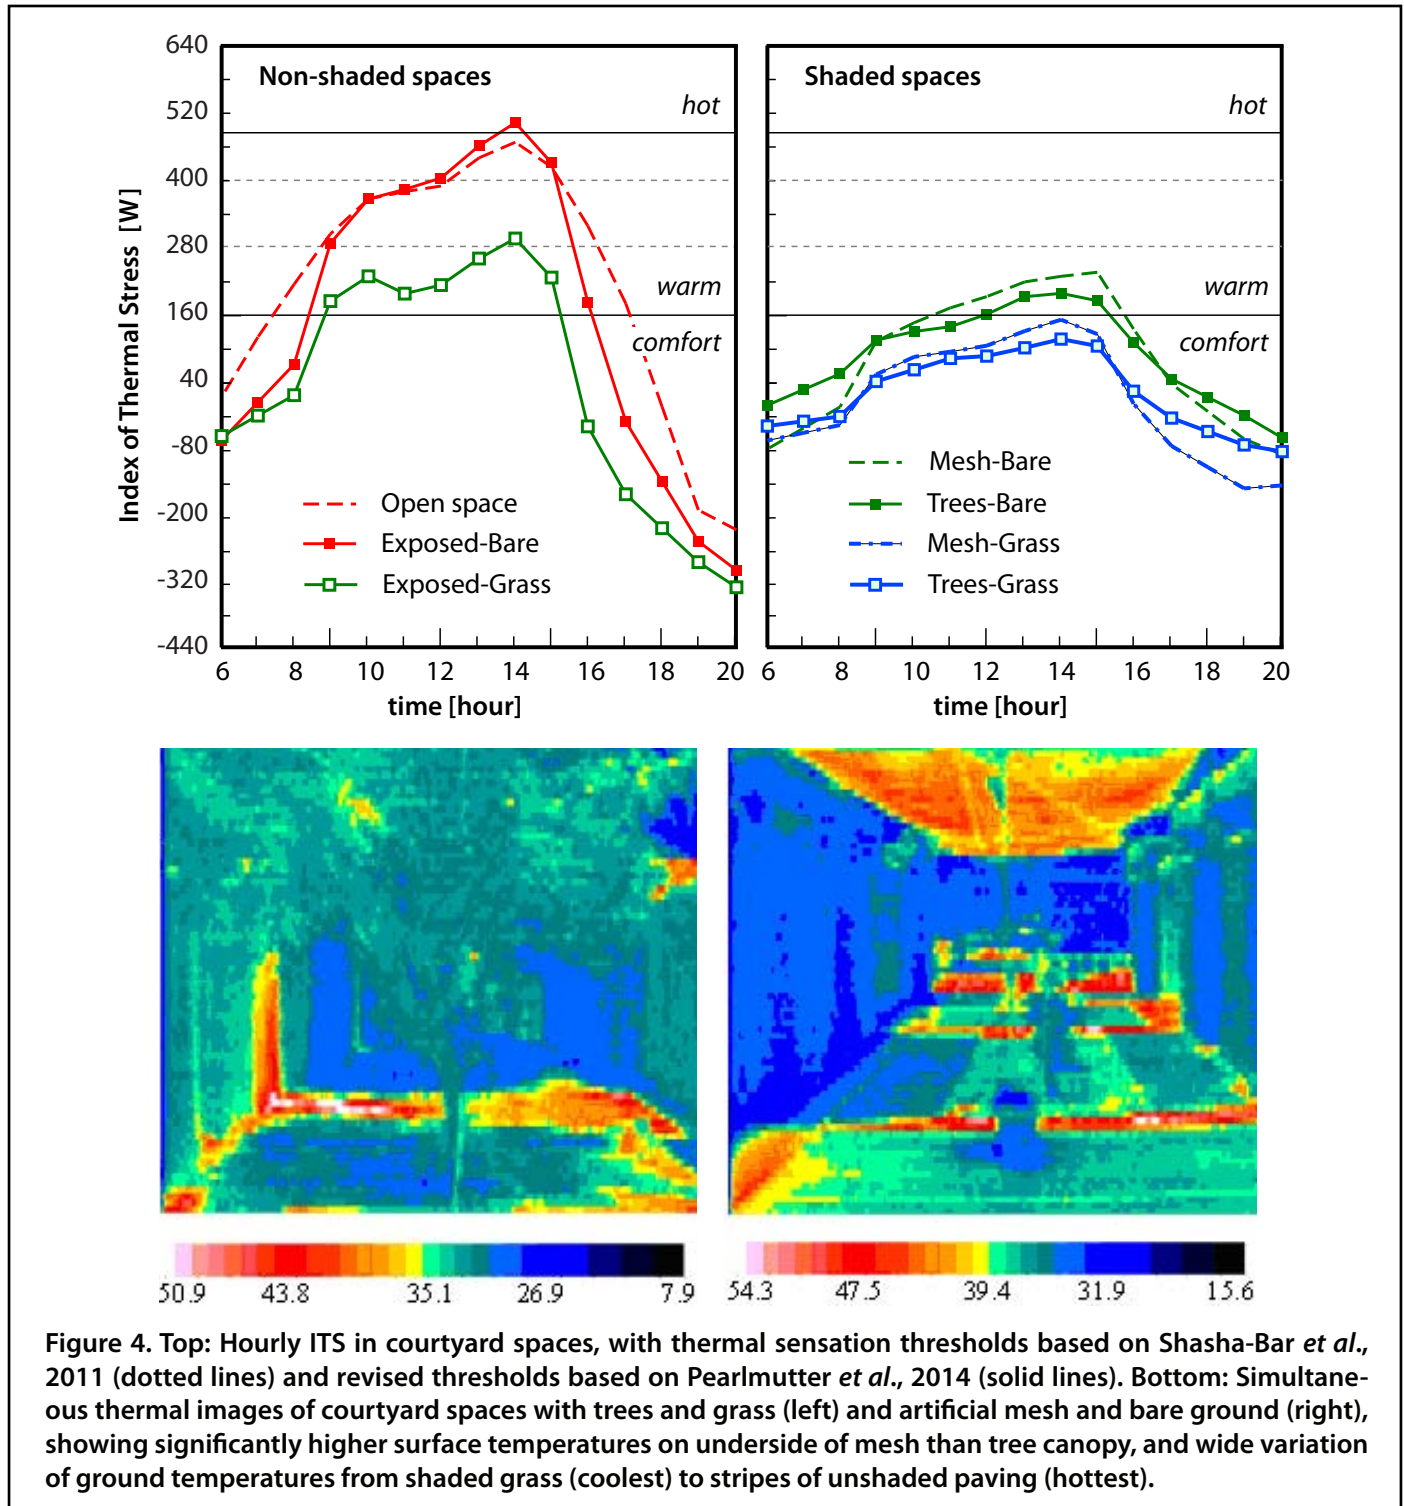 640
520
400
280
160
40
-80
-200
-320
-440
Index of Thermal Stress [W]
Non-shaded spaces
hot
warm
comfort
Open space
Exposed-Bare
Exposed-Grass
6 8 10 12 14 16 18 20
time [hour]
Shaded spaces
hot
warm
comfort
Mesh-Bare
Trees-Bare
Mesh-Grass
Trees-Grass
6 8 10 12 14 16 18 20
time [hour]
50.9 43.8 35.1 26.9 7.9
54.3 47.5 39.4 31.9 15.6
Figure 4. Top: Hourly ITS in courtyard spaces, with thermal sensation thresholds based on Shasha-Bar et al.,
2011 (dotted lines) and revised thresholds based on Pearlmutter et al., 2014 (solid lines). Bottom: Simultane-
ous thermal images of courtyard spaces with trees and grass (left) and artificial mesh and bare ground (right),
showing significantly higher surface temperatures on underside of mesh than tree canopy, and wide variation
of ground temperatures from shaded grass (coolest) to stripes of unshaded paving (hottest).